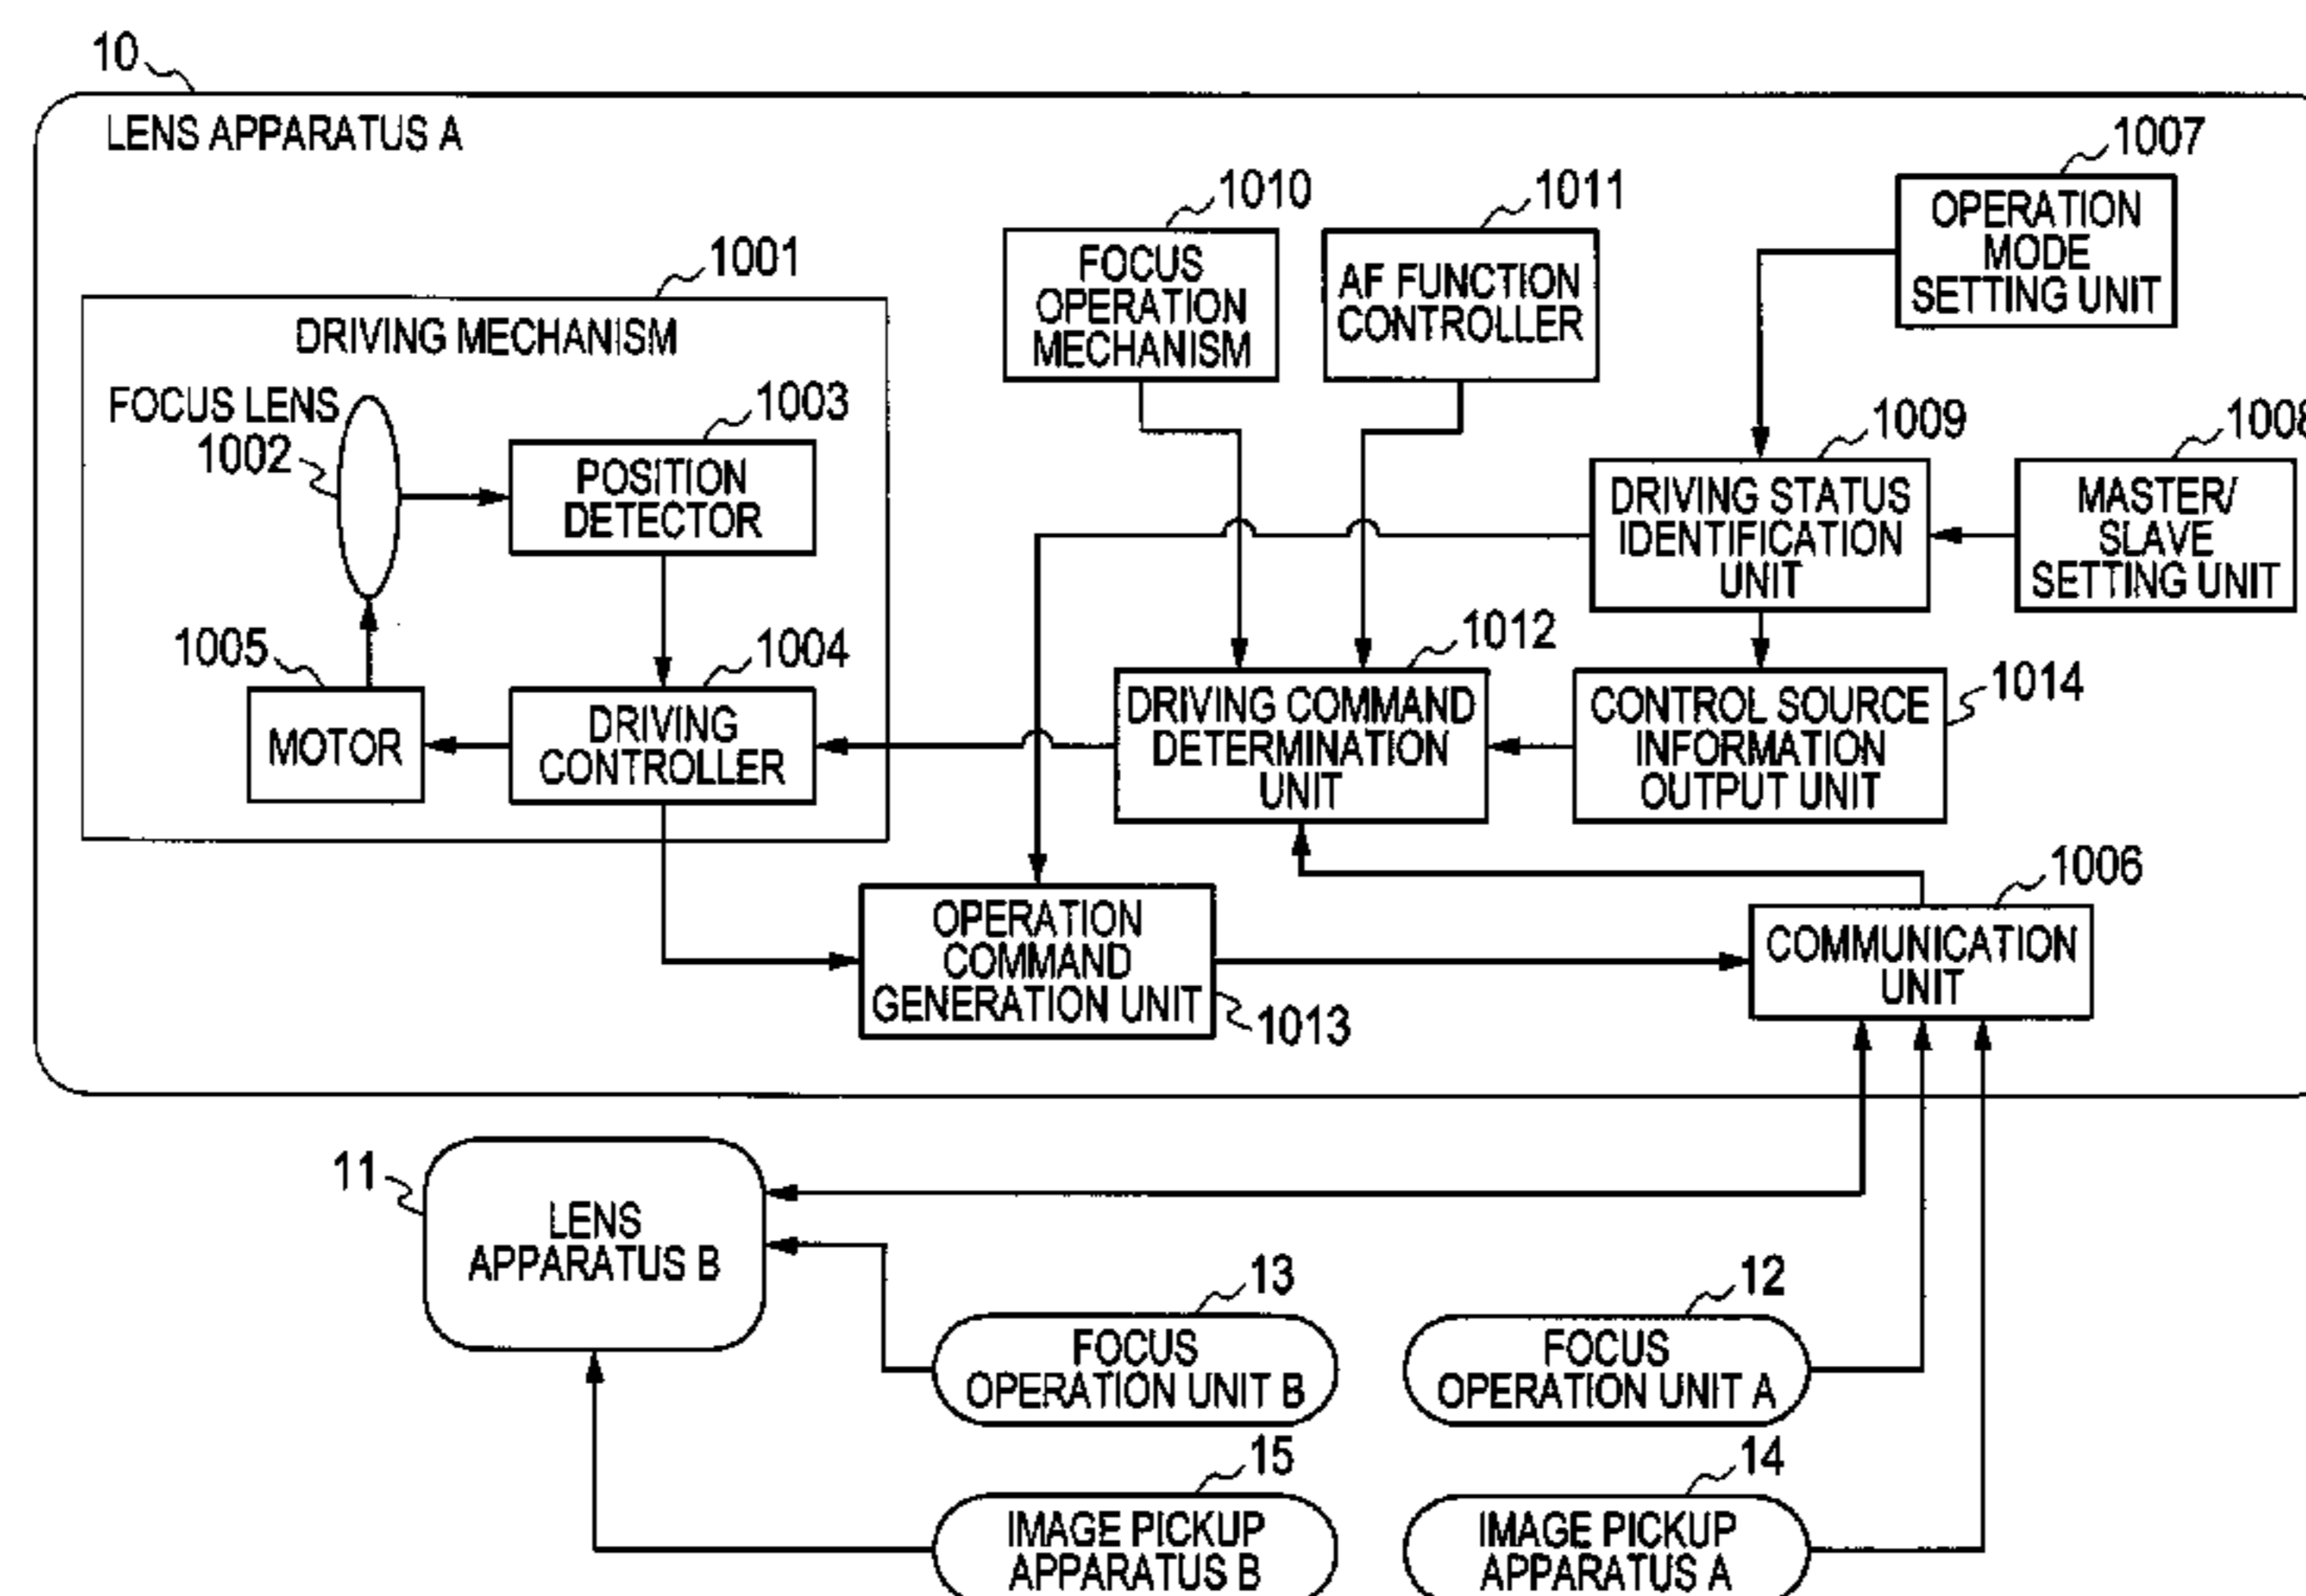 10
LENS APPARATUS A
1007
OPERATION
MODE
SETTING UNIT
1010
FOCUS
OPERATION
MECHANISM
1011
AF FUNCTION
CONTROLLER
1001
DRIVING MECHANISM
FOCUS LENS
1002
1003
POSITION
DETECTOR
1009
DRIVING STATUS
IDENTIFICATION
UNIT
1008
MASTER/
SLAVE
SETTING UNIT
1005
MOTOR
1004
DRIVING
CONTROLLER
1012
DRIVING COMMAND
DETERMINATION
UNIT
1014
CONTROL SOURCE
INFORMATION
OUTPUT UNIT
OPERATION
COMMAND
GENERATION UNIT
1013
1006
COMMUNICATION
UNIT
11
LENS
APPARATUS B
13
FOCUS
OPERATION UNIT B
12
FOCUS
OPERATION UNIT A
15
IMAGE PICKUP
APPARATUS B
14
IMAGE PICKUP
APPARATUS A